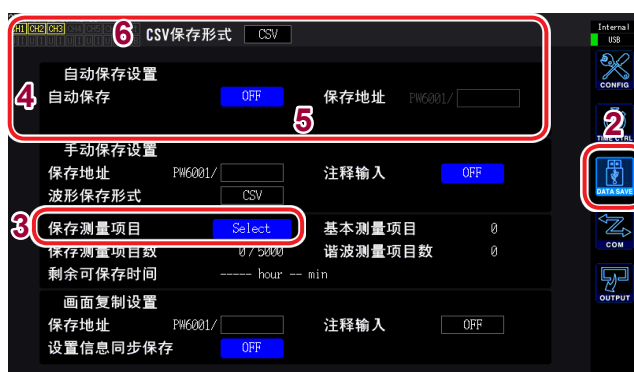 CH1 CH2 CH3
6 CSV保存形式 CSV
Internal
USB
自动保存设置
4 自动保存 OFF 保存地址 PW6001/
5
CONFIG
2
TIME CTRL
手动保存设置
保存地址 PW6001/ 注释输入 OFF
波形保存形式 CSV
DATA SAVE
3 保存测量项目 Select 基本测量项目 0
保存测量项目数 0 / 5000 谐波测量项目数 0
剩余可保存时间 ----- hour -- min
COM
画面复制设置
保存地址 PW6001/ 注释输入 OFF
设置信息同步保存 OFF
OUTPUT